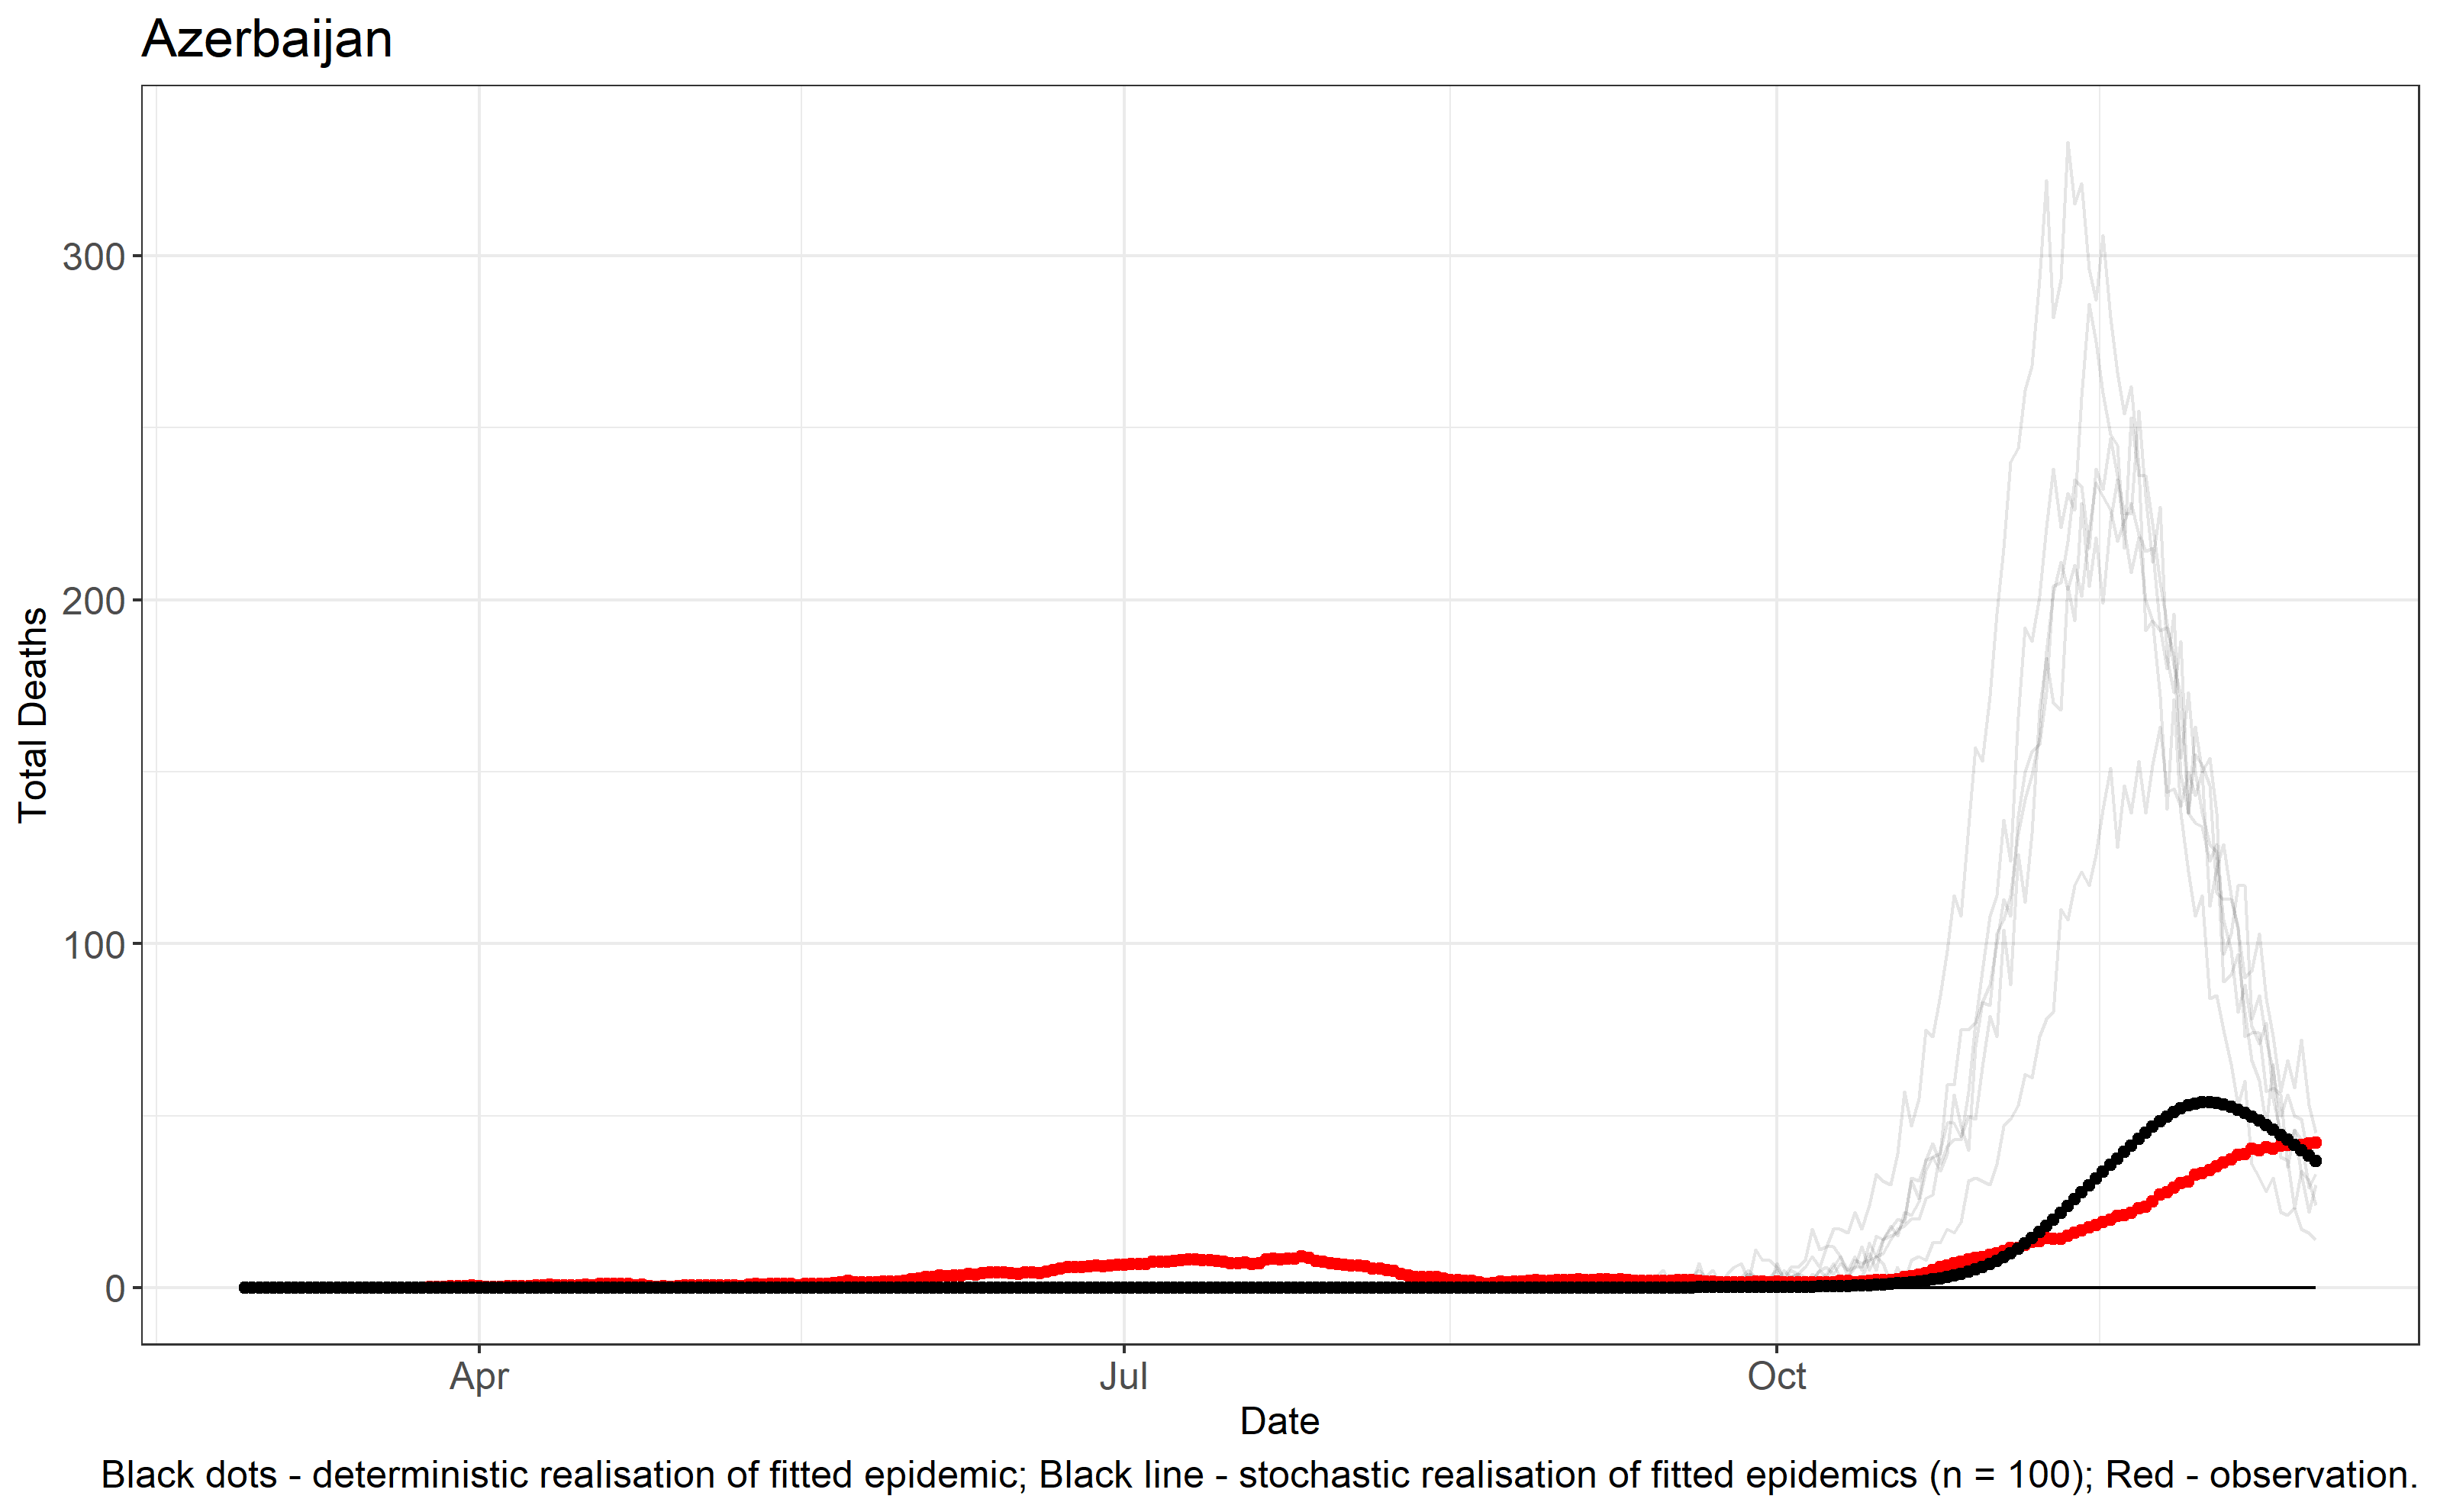 Azerbaijan
Total Deaths
300
200
100
0
Apr Jul Oct
Date
Black dots - deterministic realisation of fitted epidemic; Black line - stochastic realisation of fitted epidemics (n = 100); Red - observation.